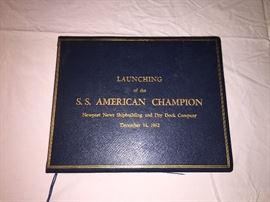 LAUNCHING
of the
S. S. AMERICAN CHAMPION
Newport News Shipbuilding and Dry Dock Company
December 14, 1962